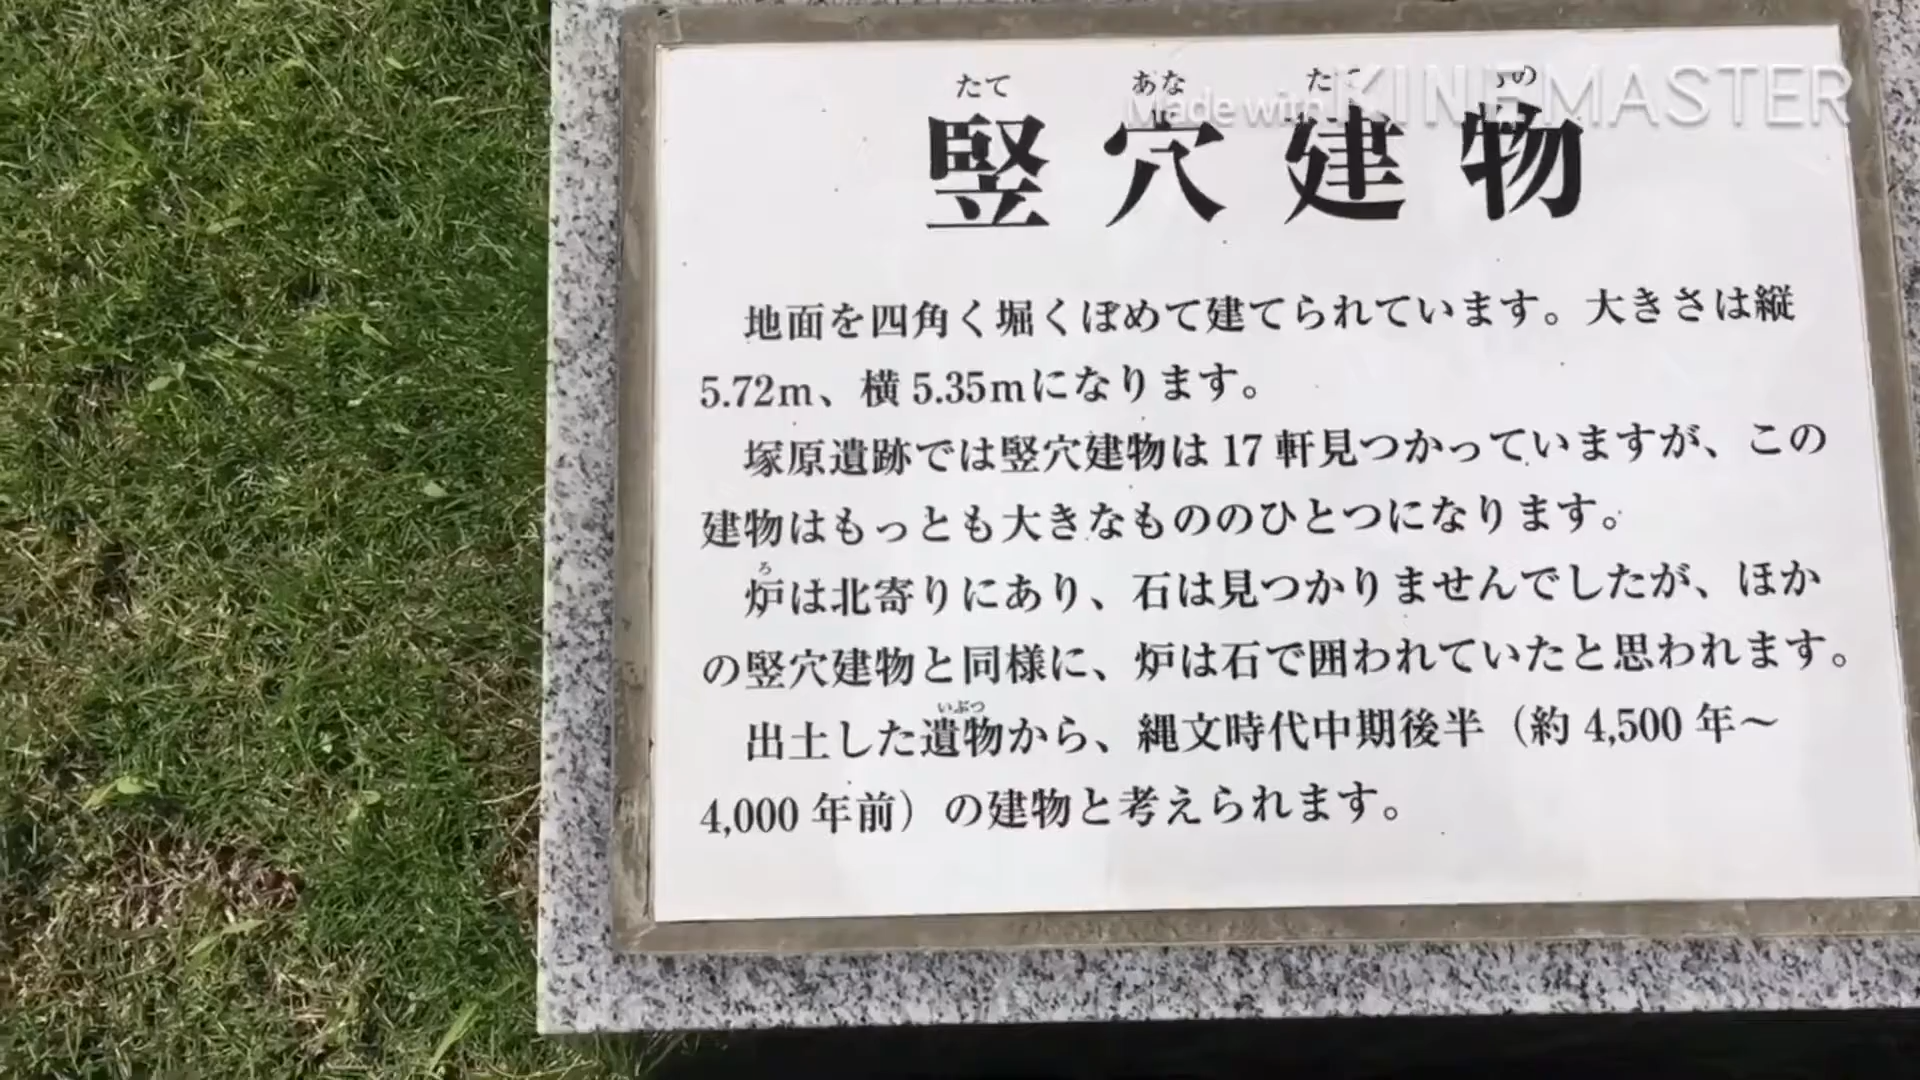 たて あな
Made with KINEMASTER
竪穴建物
地面を四角く堀くぼめて建てられています。大きさは縦
5.72m、横5.35mになります。
塚原遺跡では竪穴建物は17軒見つかっていますが、この
建物はもっとも大きなもののひとつになります。
ろ
炉は北寄りにあり、石は見つかりませんでしたが、ほか
の竪穴建物と同様に、炉は石で囲われていたと思われます。
いぶつ
出土した遺物から、縄文時代中期後半（約4,500年〜
4,000年前）の建物と考えられます。